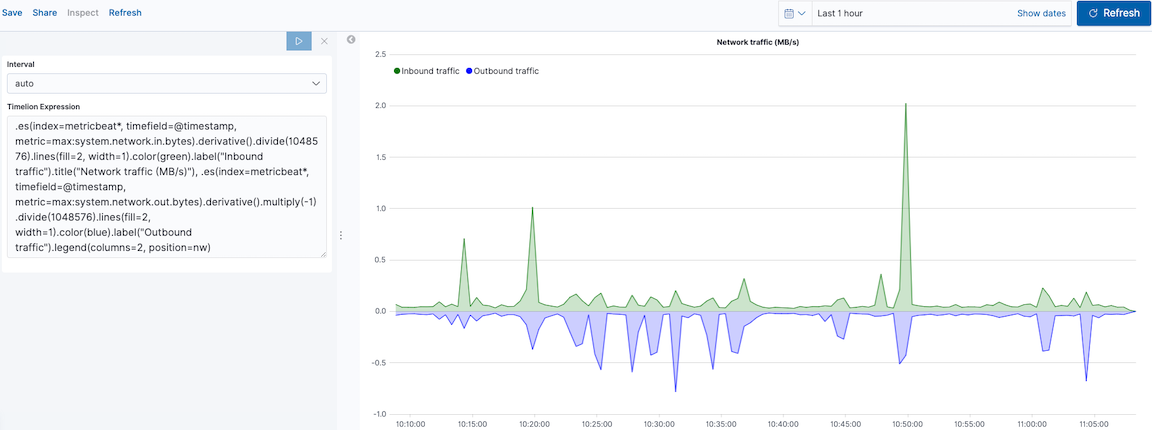 Save Share Inspect Refresh
Last 1 hour Show dates Refresh
Interval
auto
Timelion Expression
.es(index=metricbeat*, timefield=@timestamp,
metric=max:system.network.in.bytes).derivative().divide(10485
76).lines(fill=2, width=1).color(green).label("Inbound
traffic").title("Network traffic (MB/s)"), .es(index=metricbeat*,
timefield=@timestamp,
metric=max:system.network.out.bytes).derivative().multiply(-1)
.divide(1048576).lines(fill=2,
width=1).color(blue).label("Outbound
traffic").legend(columns=2, position=nw)
Network traffic (MB/s)
Inbound traffic Outbound traffic
2.5
2.0
1.5
1.0
0.5
0.0
-0.5
-1.0
10:10:00 10:15:00 10:20:00 10:25:00 10:30:00 10:35:00 10:40:00 10:45:00 10:50:00 10:55:00 11:00:00 11:05:00